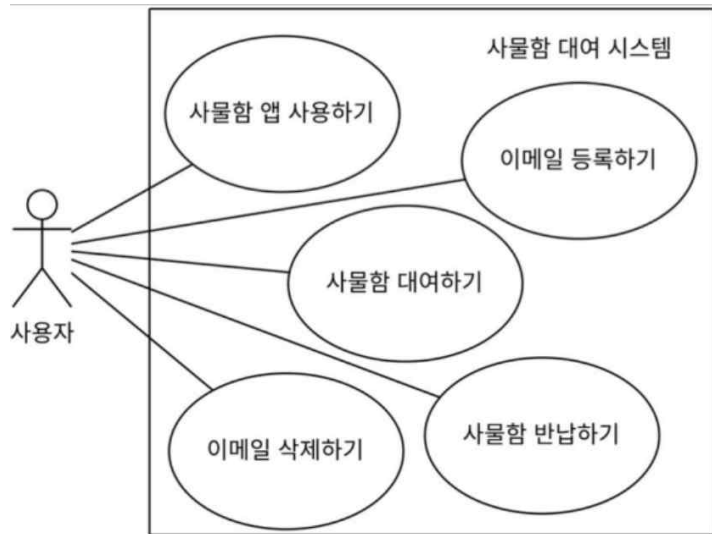 사물함 대여 시스템
사물함 앱 사용하기
이메일 등록하기
사물함 대여하기
사용자
사물함 반납하기
이메일 삭제하기